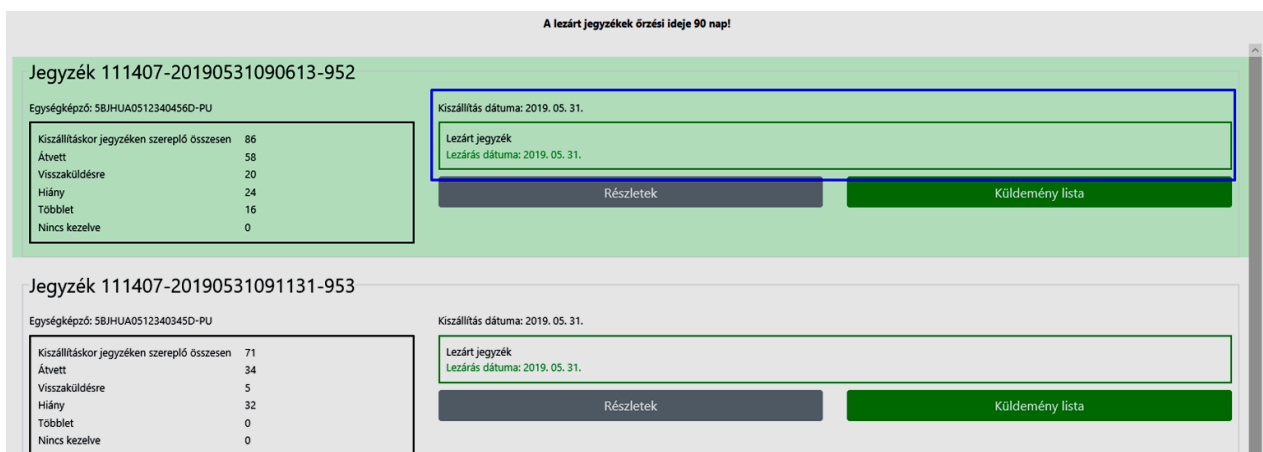 A lezárt jegyzékek őrzési ideje 90 nap!
Jegyzék 111407-20190531090613-952
Egységképző: 5BJHUA0512340456D-PU
Kiszállításkor jegyzéken szereplő összesen 86
Átvett 58
Visszaküldésre 20
Hiány 24
Többlet 16
Nincs kezelve 0
Kiszállítás dátuma: 2019. 05. 31.
Lezárt jegyzék
Lezárás dátuma: 2019. 05. 31.
Részletek
Küldemény lista
Jegyzék 111407-20190531091131-953
Egységképző: 5BJHUA0512340345D-PU
Kiszállításkor jegyzéken szereplő összesen 71
Átvett 34
Visszaküldésre 5
Hiány 32
Többlet 0
Nincs kezelve 0
Kiszállítás dátuma: 2019. 05. 31.
Lezárt jegyzék
Lezárás dátuma: 2019. 05. 31.
Részletek
Küldemény lista